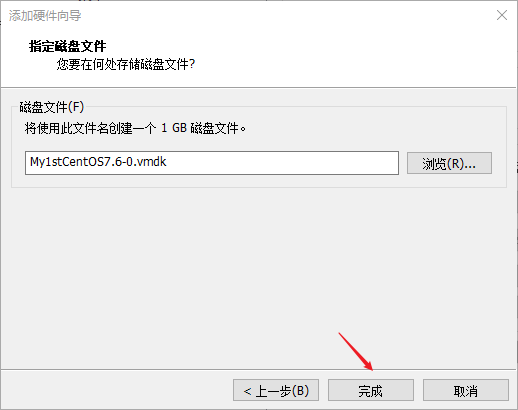 添加硬件向导
指定磁盘文件
您要在何处存储磁盘文件?
磁盘文件(F)
将使用此文件名创建一个 1 GB 磁盘文件。
My1stCentOS7.6-0.vmdk
浏览(R)...
< 上一步(B)
完成
取消